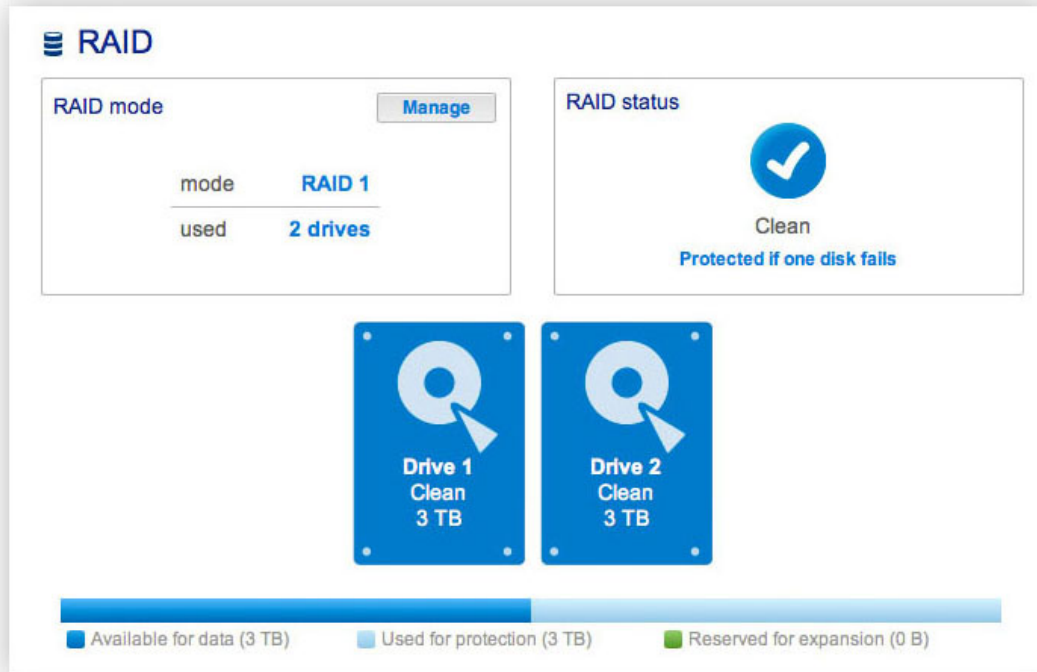 RAID
RAID mode
Manage
mode RAID 1
used 2 drives
RAID status
Clean
Protected if one disk fails
Drive 1
Clean
3 TB
Drive 2
Clean
3 TB
Available for data (3 TB) Used for protection (3 TB) Reserved for expansion (0 B)